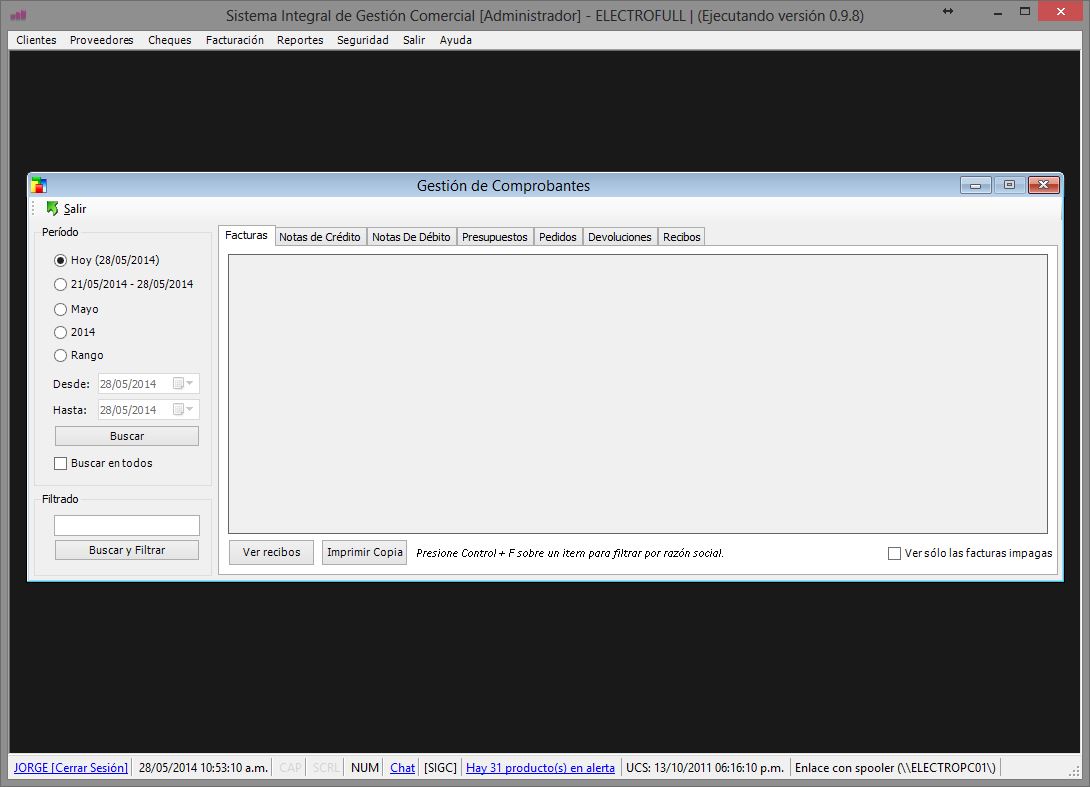 Sistema Integral de Gestión Comercial [Administrador] - ELECTROFULL | (Ejecutando versión 0.9.8)
Clientes Proveedores Cheques Facturación Reportes Seguridad Salir Ayuda
Gestión de Comprobantes
Salir
Período
Hoy (28/05/2014)
21/05/2014 - 28/05/2014
Mayo
2014
Rango
Desde: 28/05/2014
Hasta: 28/05/2014
Buscar
Buscar en todos
Filtrado
Buscar y Filtrar
Facturas Notas de Crédito Notas De Débito Presupuestos Pedidos Devoluciones Recibos
Ver recibos Imprimir Copia Presione Control + F sobre un item para filtrar por razón social. Ver sólo las facturas impagas
JORGE [Cerrar Sesión] 28/05/2014 10:53:10 a.m. CAP SCRL NUM Chat [SIGC] Hay 31 producto(s) en alerta UCS: 13/10/2011 06:16:10 p.m. Enlace con spooler (\\ELECTROPC01\)